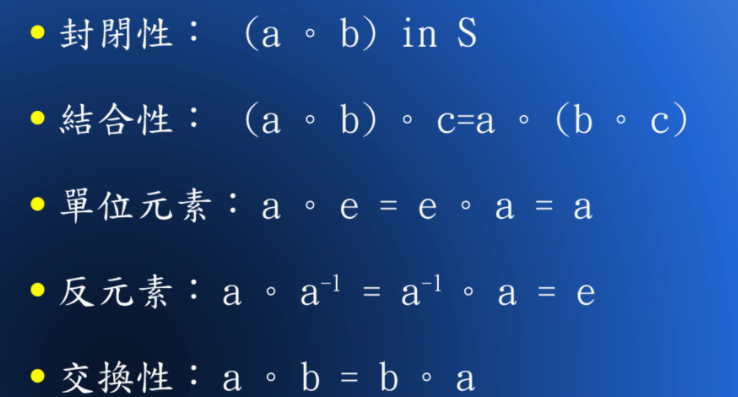 • 封閉性： (a ∘ b) in S
• 結合性： (a ∘ b)∘ c=a ∘ (b ∘ c)
• 單位元素：a ∘ e = e ∘ a = a
• 反元素：a ∘ a⁻¹ = a⁻¹ ∘ a = e
• 交換性：a ∘ b = b ∘ a